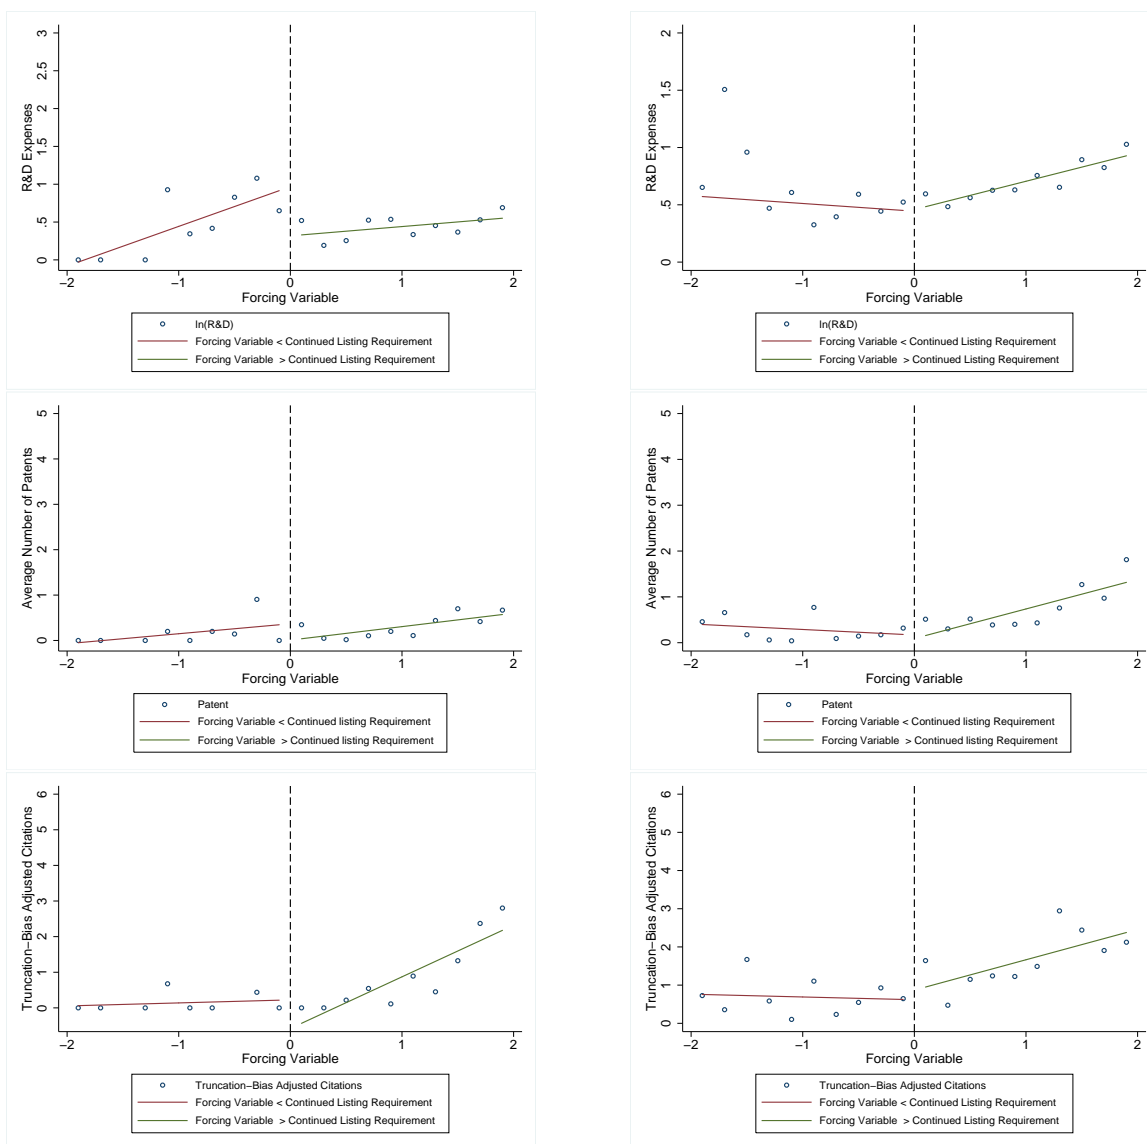 R&D Expenses
3
2.5
2
1.5
1
.5
0
−2
−1
0
1
2
Forcing Variable
ln(R&D)
Forcing Variable < Continued Listing Requirement
Forcing Variable > Continued Listing Requirement
R&D Expenses
2
1.5
1
.5
0
−2
−1
0
1
2
Forcing Variable
ln(R&D)
Forcing Variable < Continued Listing Requirement
Forcing Variable > Continued Listing Requirement
Average Number of Patents
5
4
3
2
1
0
−2
−1
0
1
2
Forcing Variable
Patent
Forcing Variable < Continued listing Requirement
Forcing Variable > Continued listing Requirement
Average Number of Patents
5
4
3
2
1
0
−2
−1
0
1
2
Forcing Variable
Patent
Forcing Variable < Continued listing Requirement
Forcing Variable > Continued listing Requirement
Truncation−Bias Adjusted Citations
6
5
4
3
2
1
0
−2
−1
0
1
2
Forcing Variable
Truncation−Bias Adjusted Citations
Forcing Variable < Continued Listing Requirement
Forcing Variable > Continued Listing Requirement
Truncation−Bias Adjusted Citations
6
5
4
3
2
1
0
−2
−1
0
1
2
Forcing Variable
Truncation−Bias Adjusted Citations
Forcing Variable < Continued Listing Requirement
Forcing Variable > Continued Listing Requirement